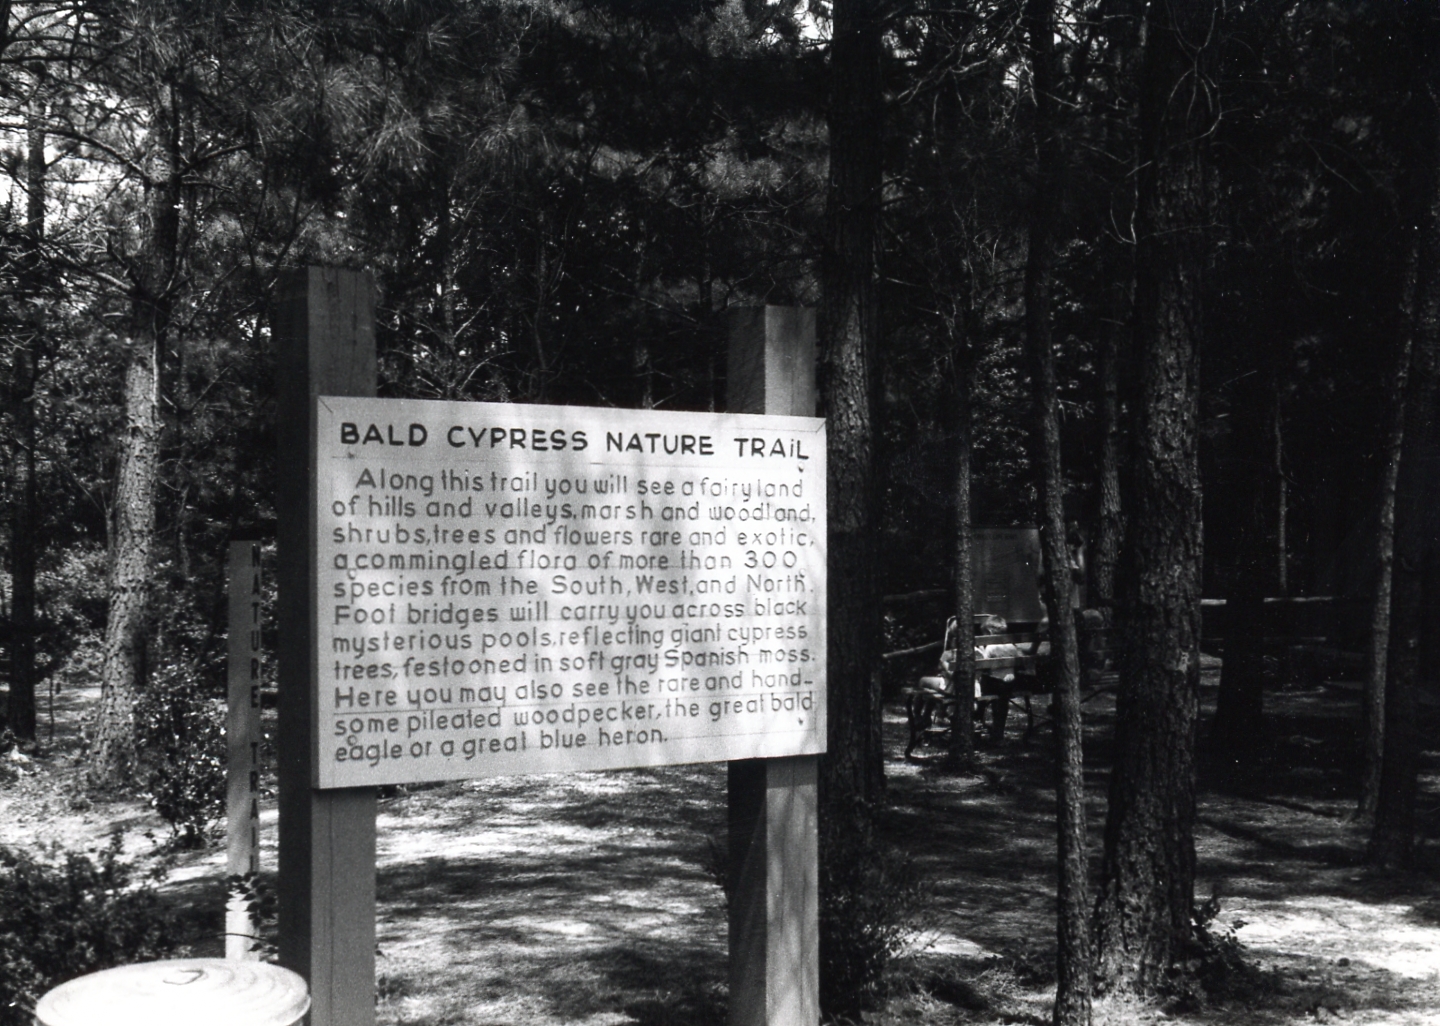 BALD CYPRESS NATURE TRAiL
Along this trail you will see a fairyland
of hills and valleys, marsh and woodland,
shrubs, trees and flowers rare and exotic,
a commingled flora of more than 300
species from the South, West, and North.
Foot bridges will carry you across black
mysterious pools, reflecting giant cypress
trees, festooned in soft gray Spanish moss.
Here you may also see the rare and hand-
some pileated woodpecker, the great bald
eagle or a great blue heron.
NATURE TRAIL